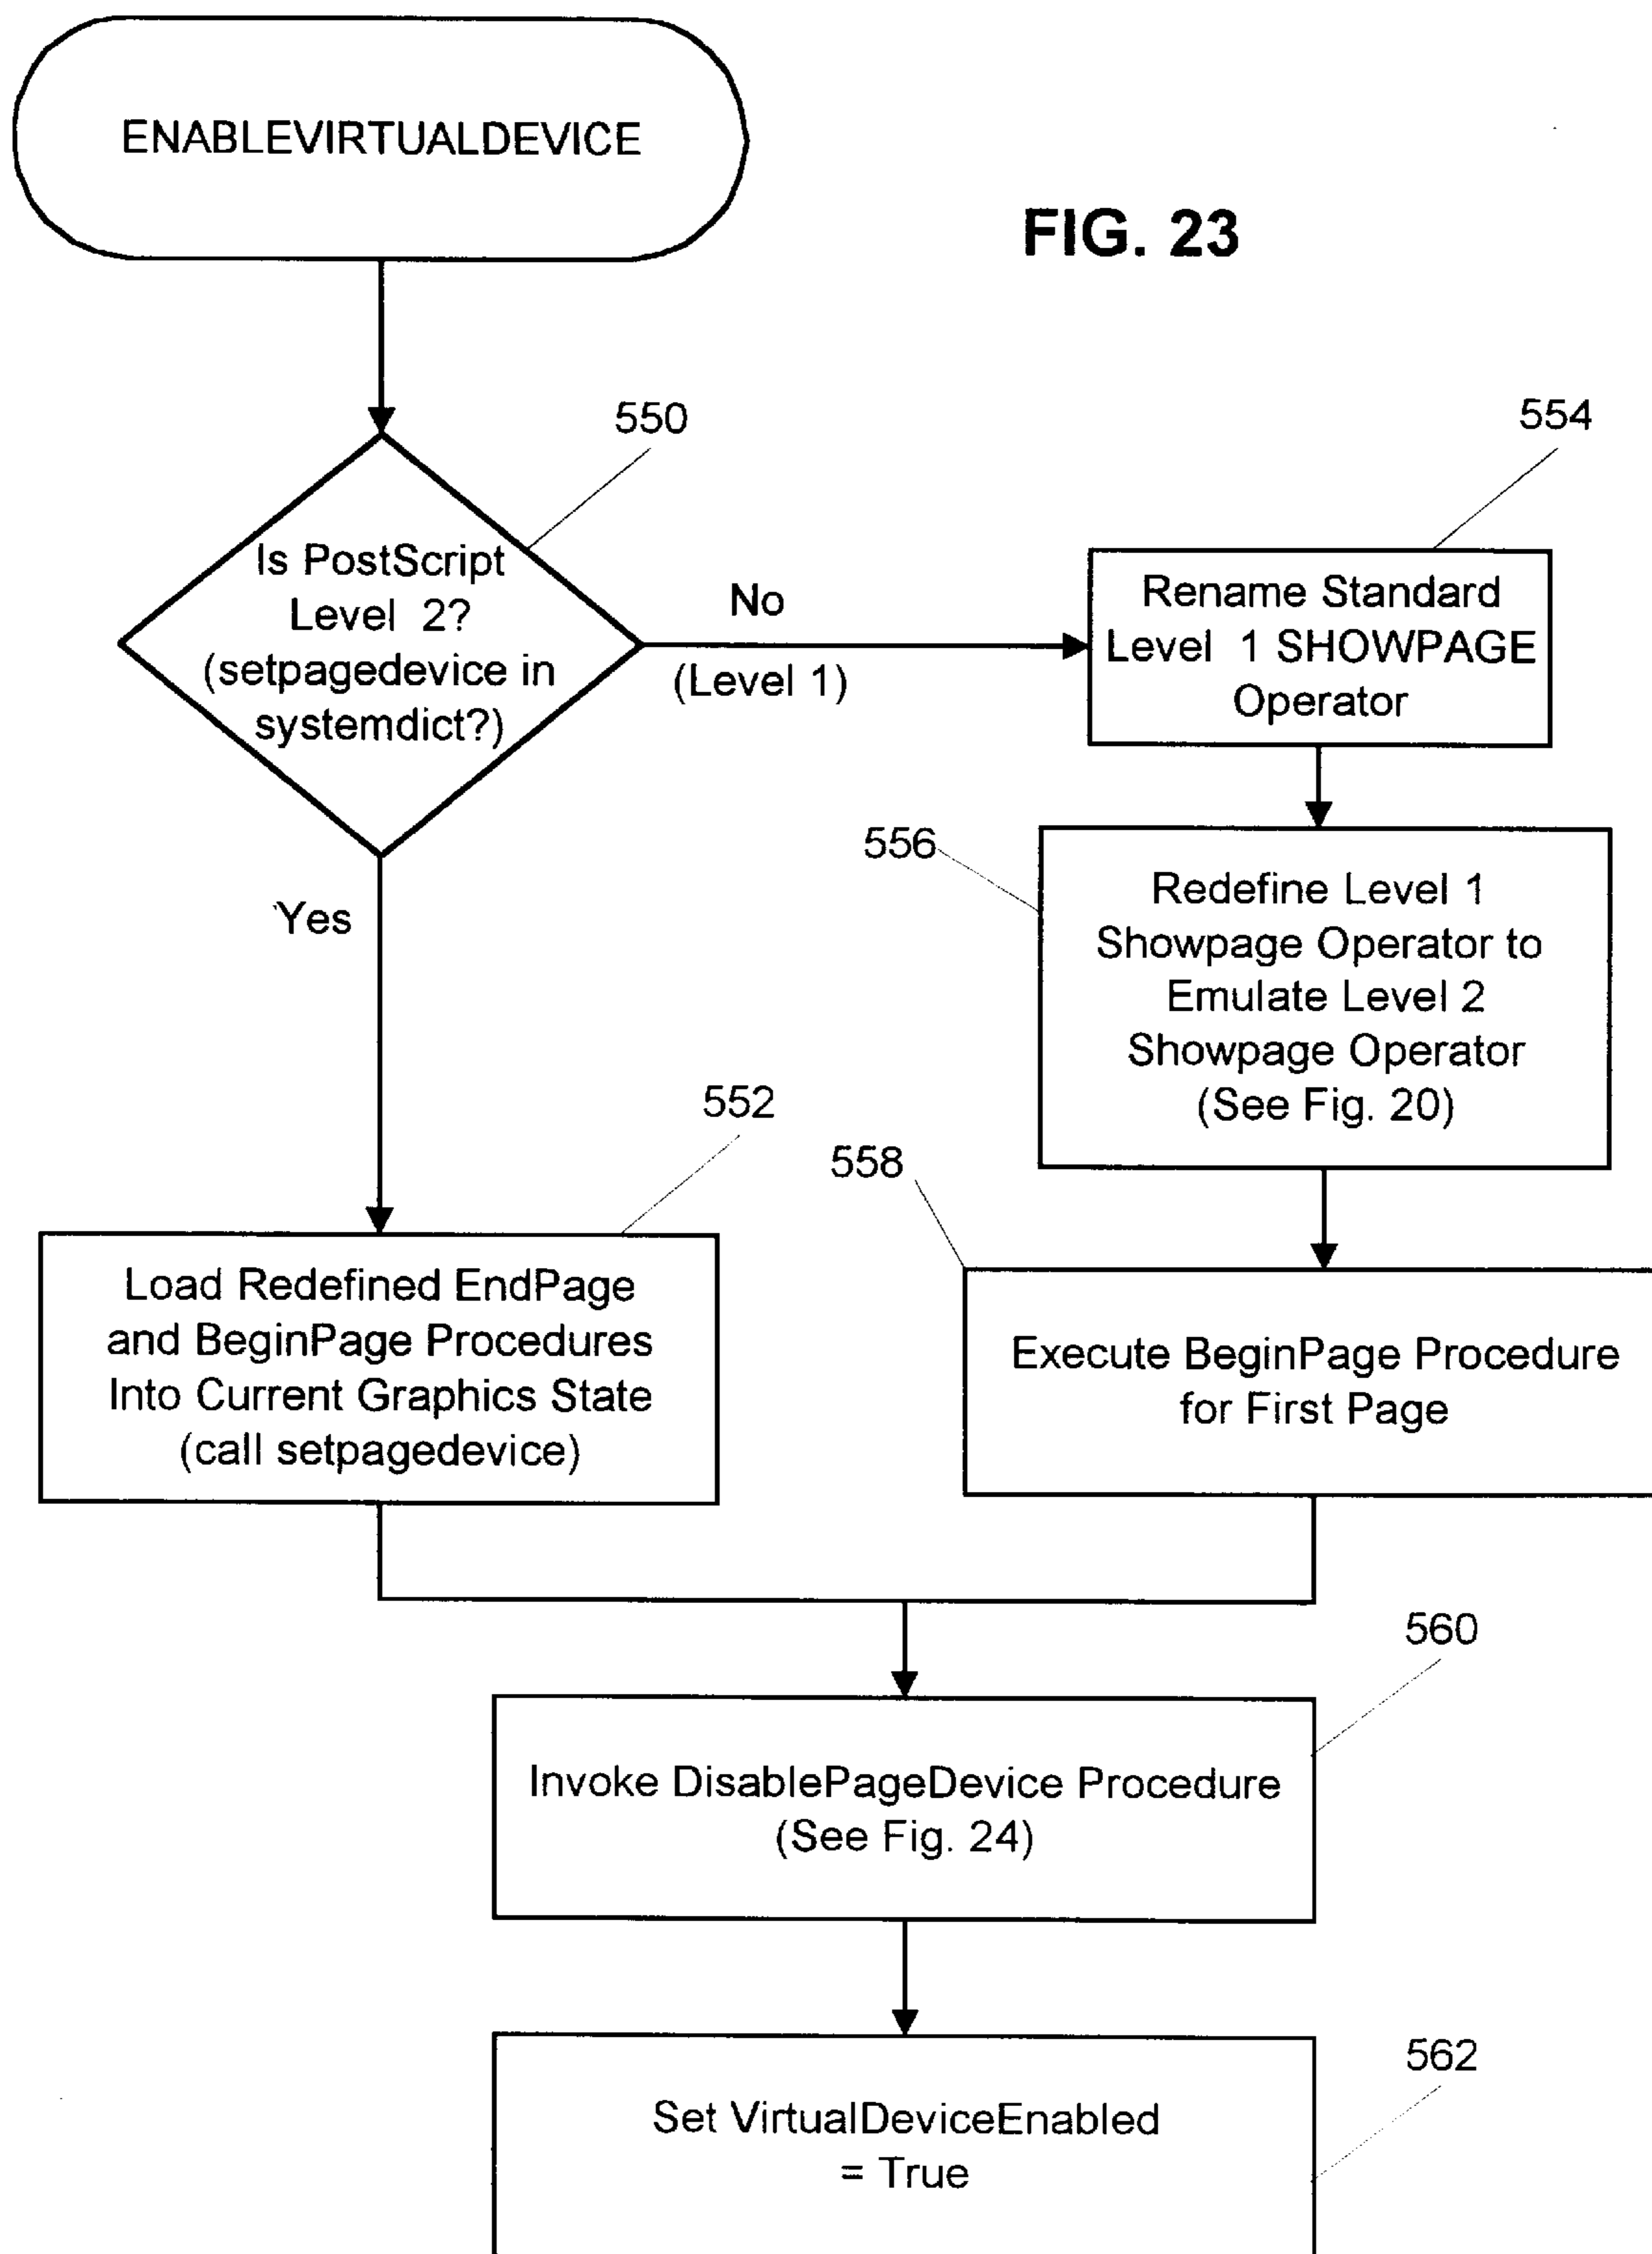 ENABLEVIRTUALDEVICE
FIG. 23
550
554
Is PostScript
Level 2?
(setpagedevice in
systemdict?)
No
(Level 1)
Rename Standard
Level 1 SHOWPAGE
Operator
Yes
556
Redefine Level 1
Showpage Operator to
Emulate Level 2
Showpage Operator
(See Fig. 20)
552
558
Load Redefined EndPage
and BeginPage Procedures
Into Current Graphics State
(call setpagedevice)
Execute BeginPage Procedure
for First Page
560
Invoke DisablePageDevice Procedure
(See Fig. 24)
562
Set VirtualDeviceEnabled
= True